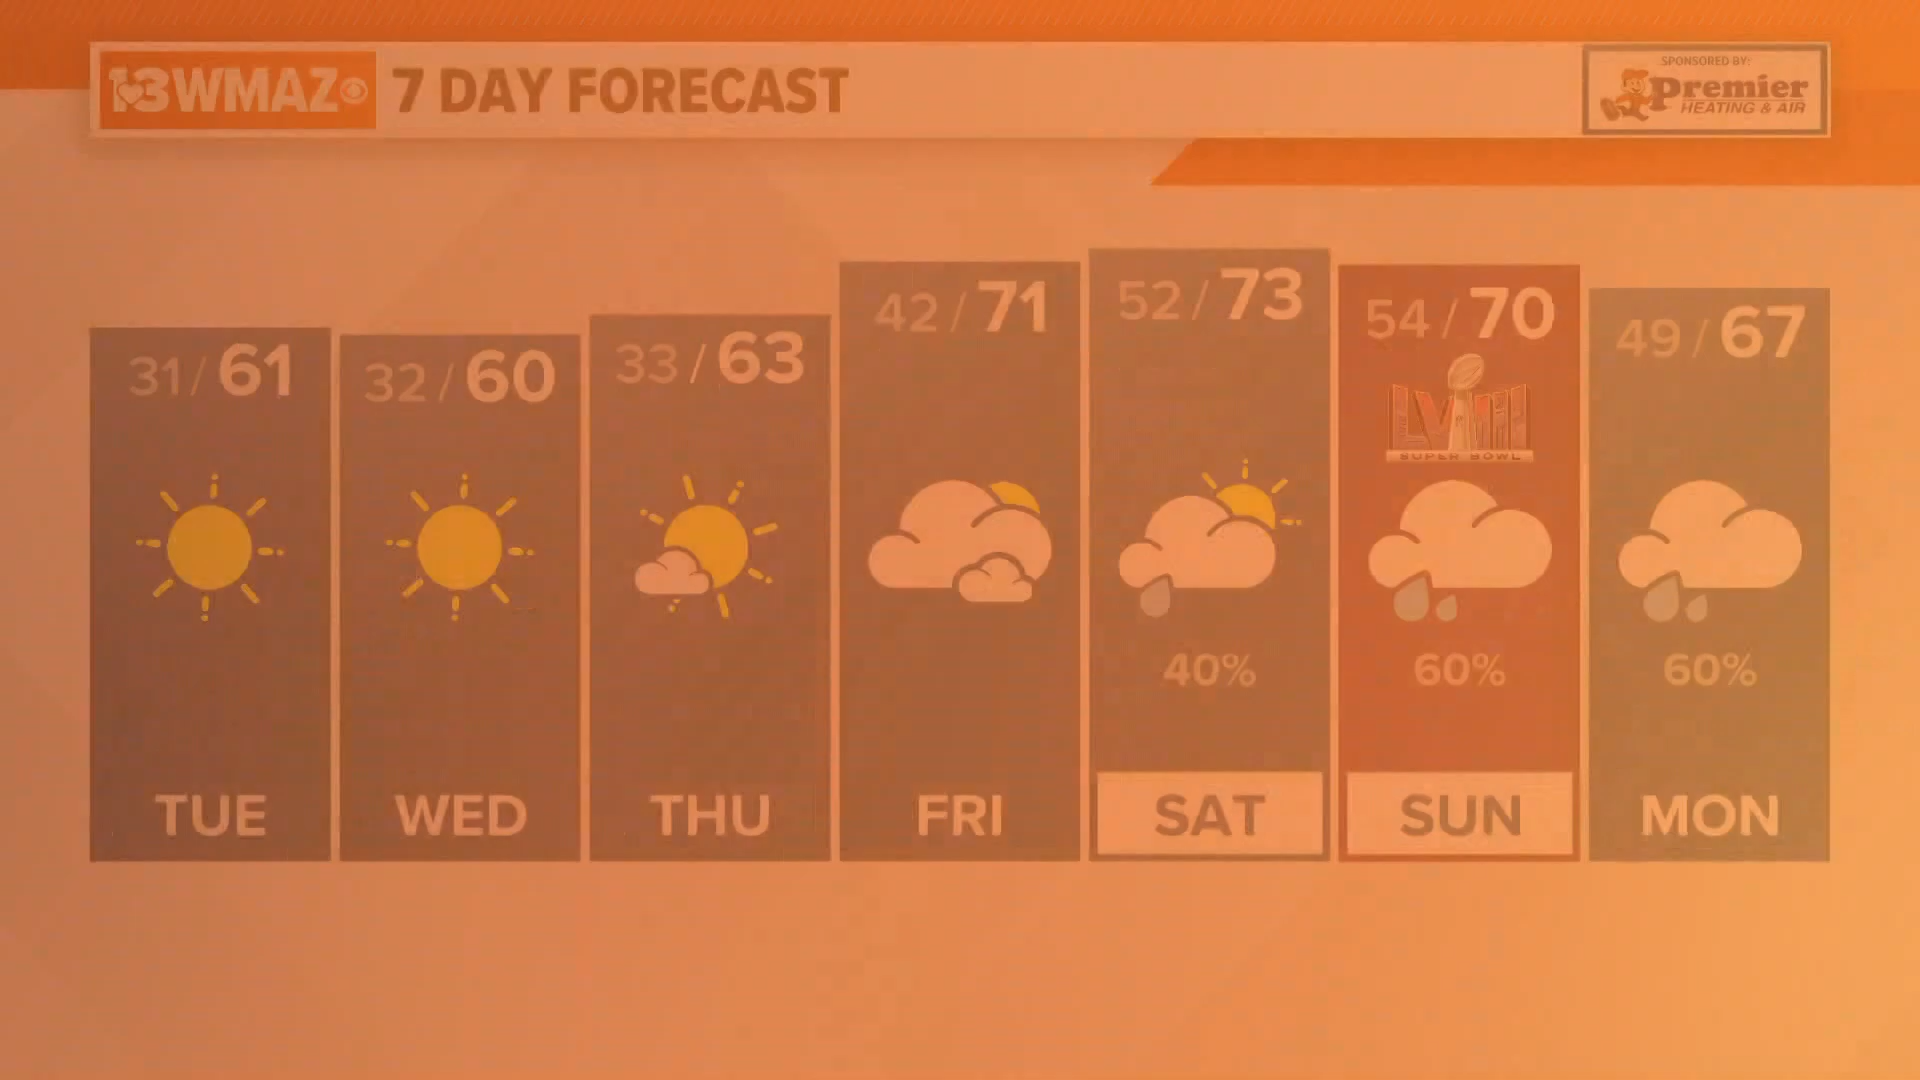 13WMAZ 7 DAY FORECAST
SPONSORED BY:
Premier
HEATING & AIR
31/61
32/60
33/63
42/71
52/73
54/70
49/67
LVIII
SUPER BOWL
40%
60%
60%
TUE
WED
THU
FRI
SAT
SUN
MON